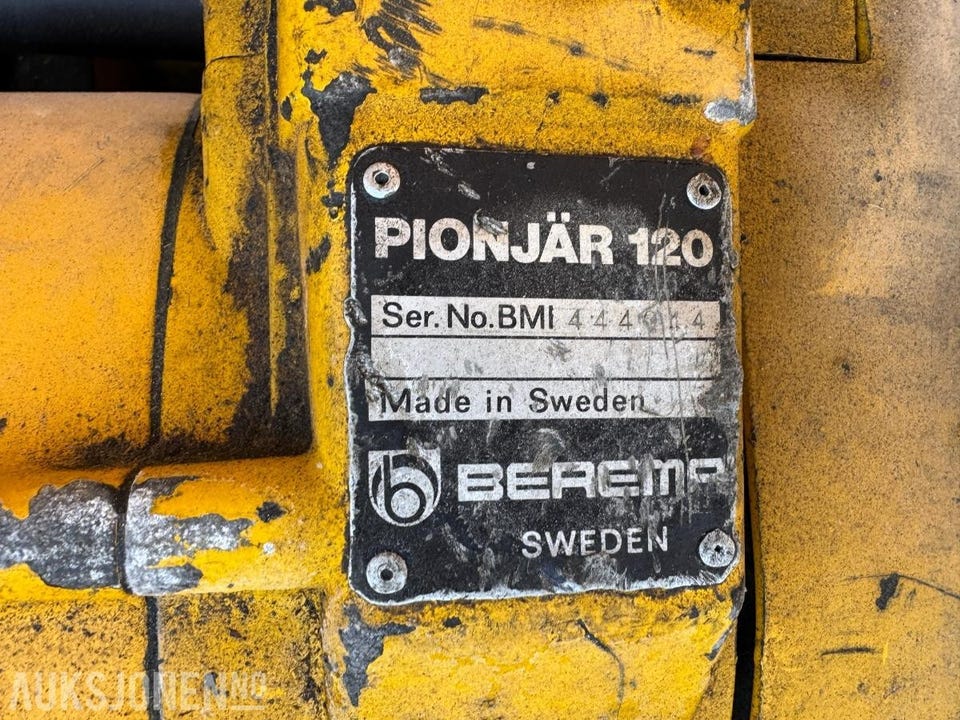 PIONJÄR 120
Ser. No. BMI
Made in Sweden
BEREMA
SWEDEN
AUKSJONEN.NO